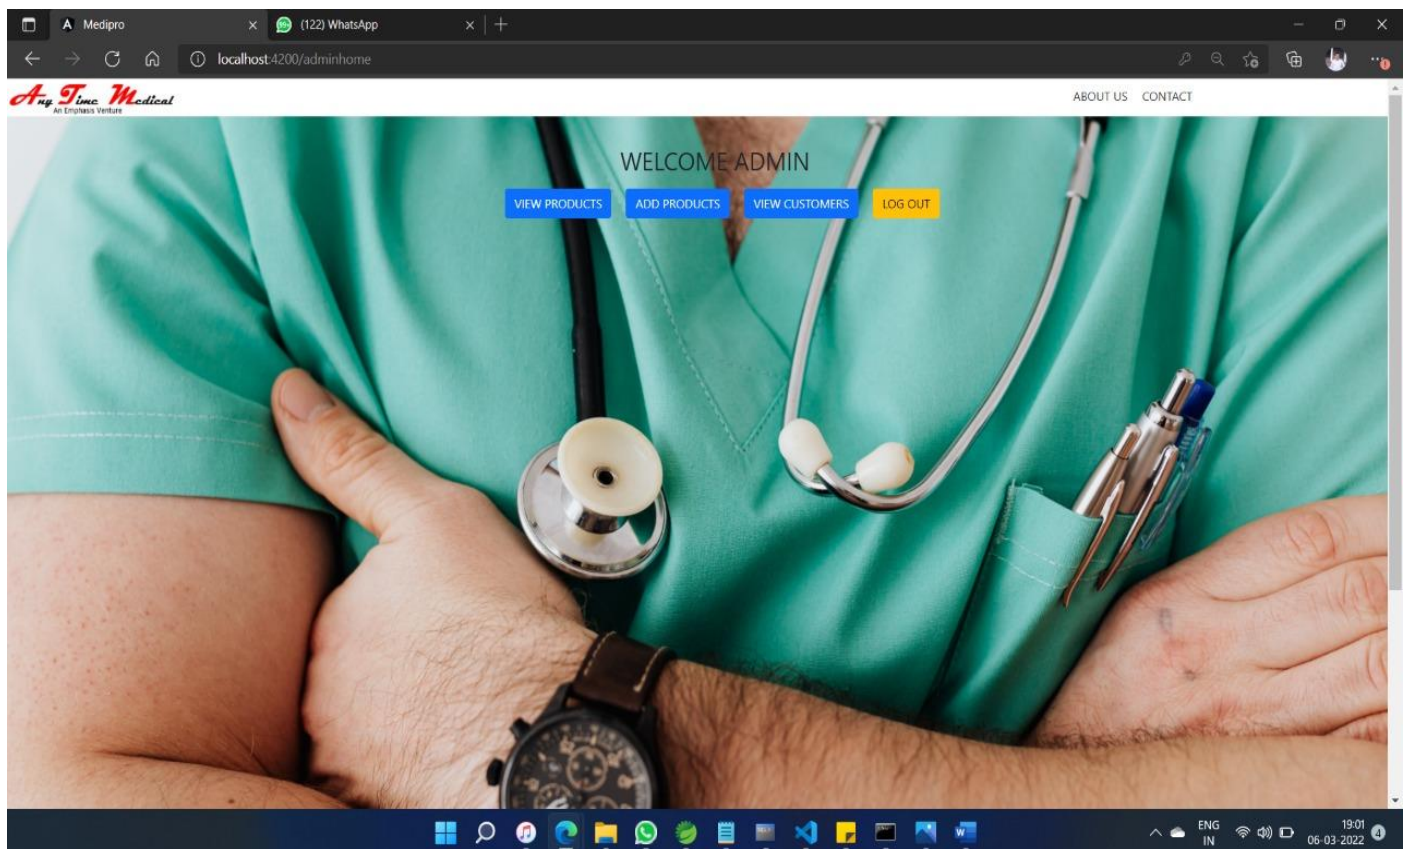 Medipro
(122) WhatsApp
localhost:4200/adminhome
Any Time Medical
An Emphasis Venture
ABOUT US CONTACT
WELCOME ADMIN
VIEW PRODUCTS ADD PRODUCTS VIEW CUSTOMERS LOG OUT
ENG
IN
19:01
06-03-2022
4